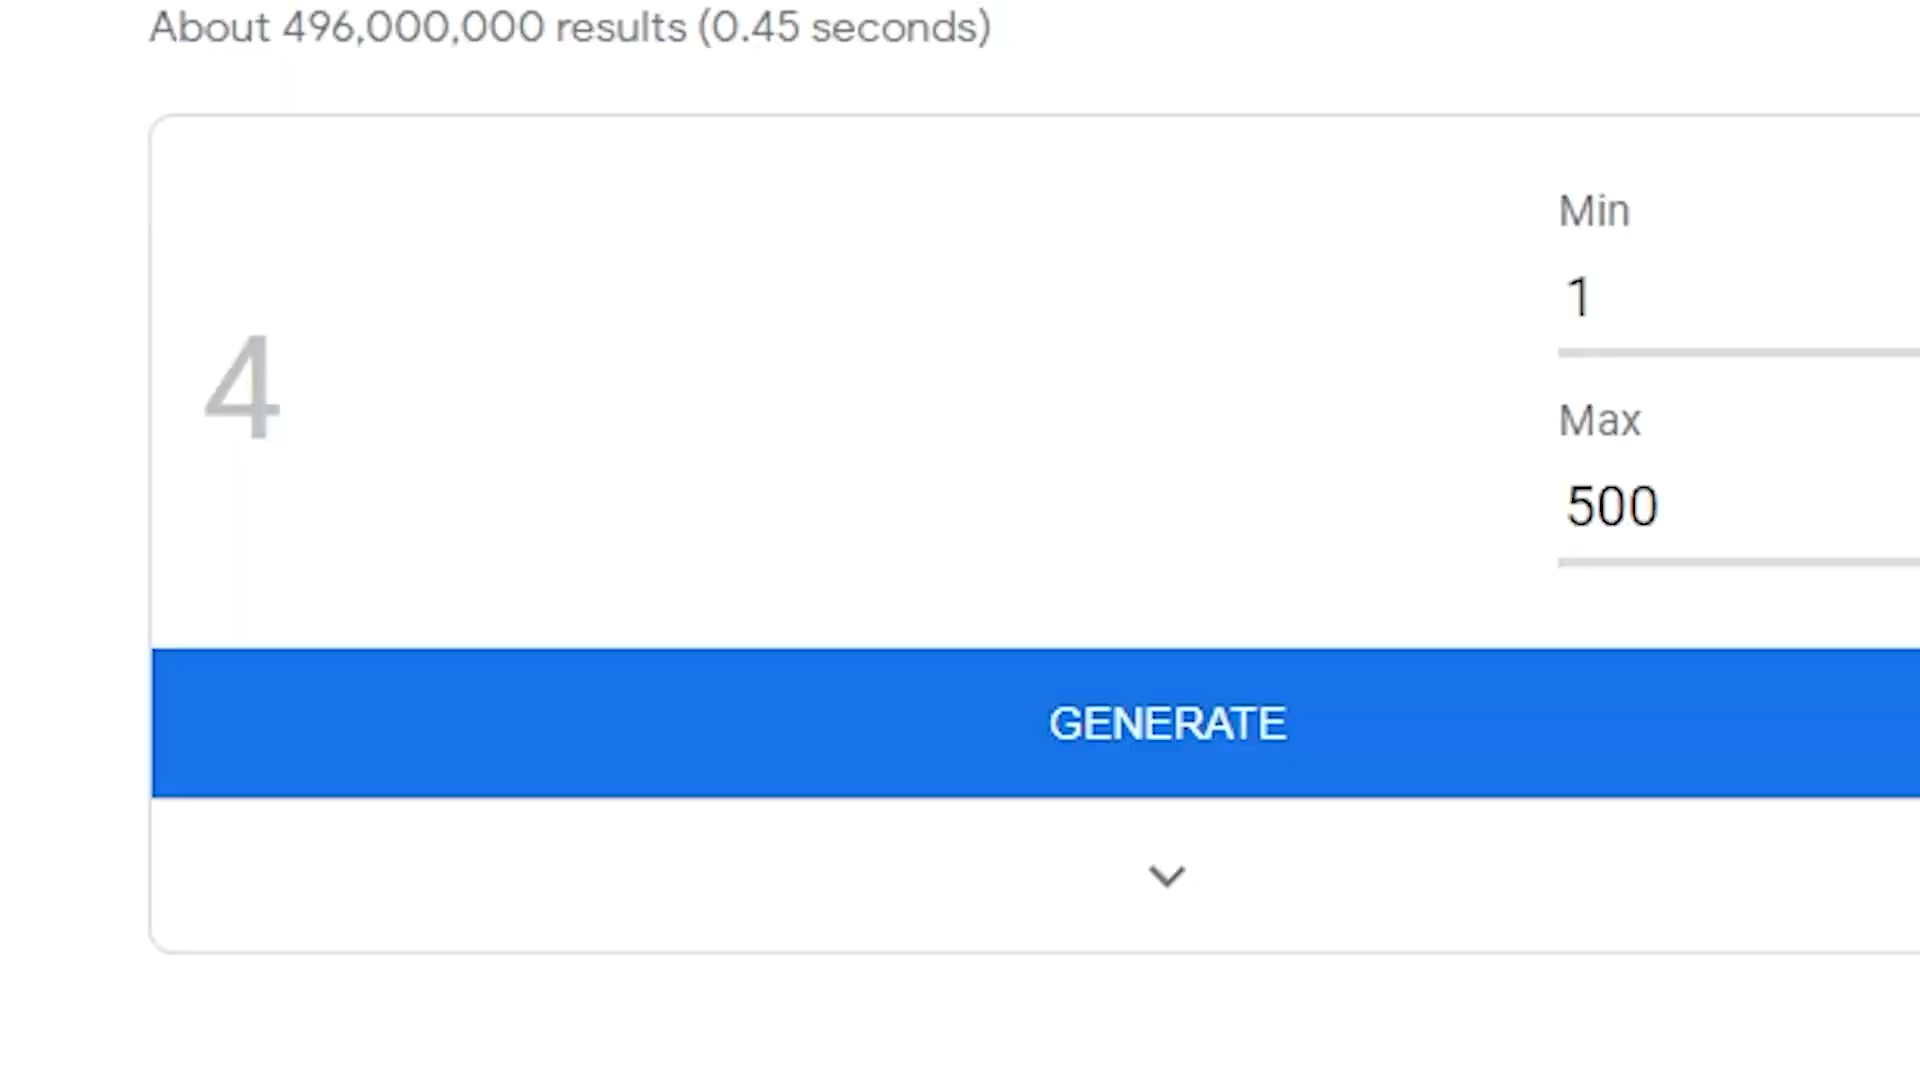 About 496,000,000 results (0.45 seconds)
Min
1
4
Max
500
GENERATE